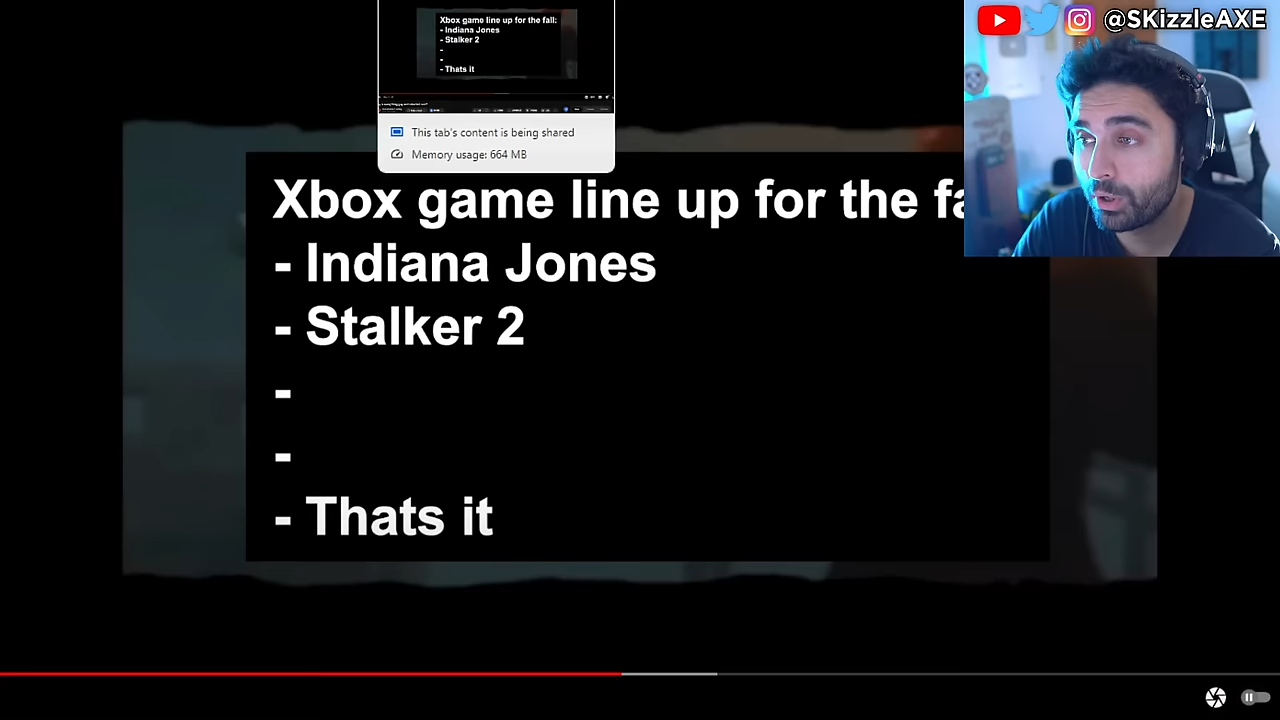 Xbox game line up for the fall:
- Indiana Jones
- Stalker 2
-
-
- Thats it
This tab's content is being shared
Memory usage: 664 MB
@SKizzleAXE
Xbox game line up for the fa
- Indiana Jones
- Stalker 2
-
-
- Thats it